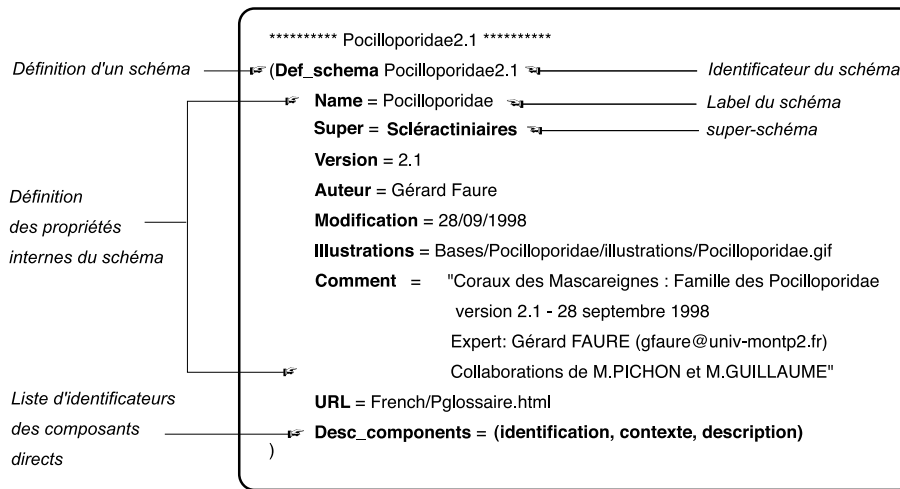 ********** Pocilloporidae2.1 **********
Définition d'un schéma
(Def_schema Pocilloporidae2.1
Identificateur du schéma
Name = Pocilloporidae
Label du schéma
Super = Scléractiniaires
super-schéma
Version = 2.1
Auteur = Gérard Faure
Définition
des propriétés
internes du schéma
Modification = 28/09/1998
Illustrations = Bases/Pocilloporidae/illustrations/Pocilloporidae.gif
Comment = "Coraux des Mascareignes : Famille des Pocilloporidae
version 2.1 - 28 septembre 1998
Expert: Gérard FAURE (gfaure@univ-montp2.fr)
Collaborations de M.PICHON et M.GUILLAUME"
URL = French/Pglossaire.html
Liste d'identificateurs
des composants
directs
Desc_components = (identification, contexte, description)
)